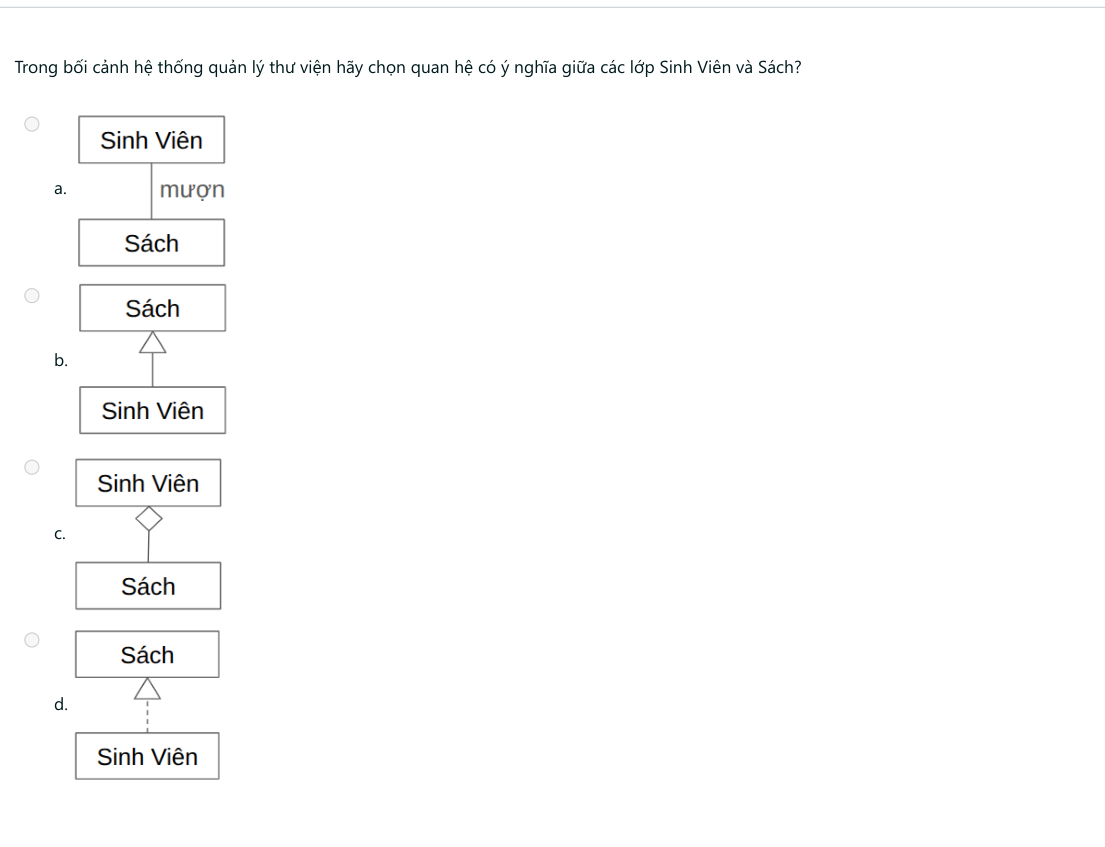 Trong bối cảnh hệ thống quản lý thư viện hãy chọn quan hệ có ý nghĩa giữa các lớp Sinh Viên và Sách?
Sinh Viên
a.
mượn
Sách
Sách
b.
Sinh Viên
Sinh Viên
c.
Sách
Sách
d.
Sinh Viên